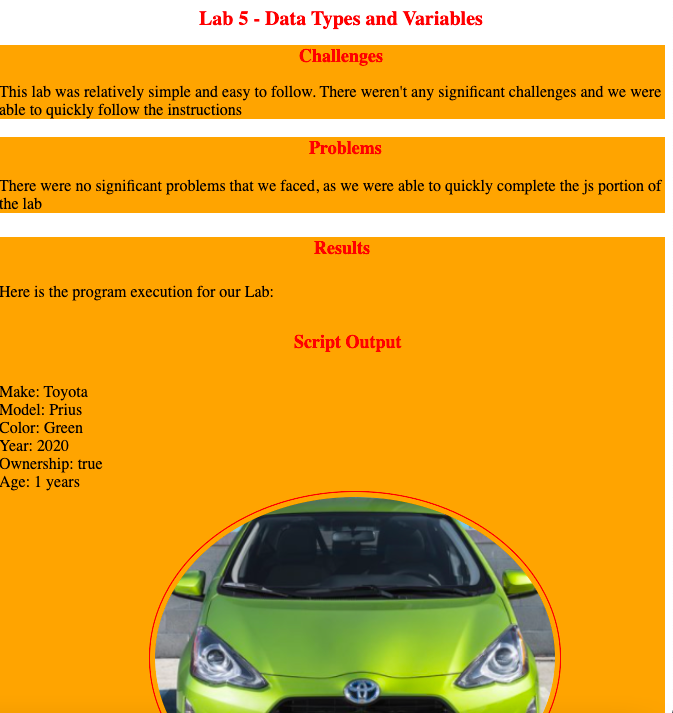 Lab 5 - Data Types and Variables
Challenges
This lab was relatively simple and easy to follow. There weren't any significant challenges and we were
able to quickly follow the instructions
Problems
There were no significant problems that we faced, as we were able to quickly complete the js portion of
the lab
Results
Here is the program execution for our Lab:
Script Output
Make: Toyota
Model: Prius
Color: Green
Year: 2020
Ownership: true
Age: 1 years